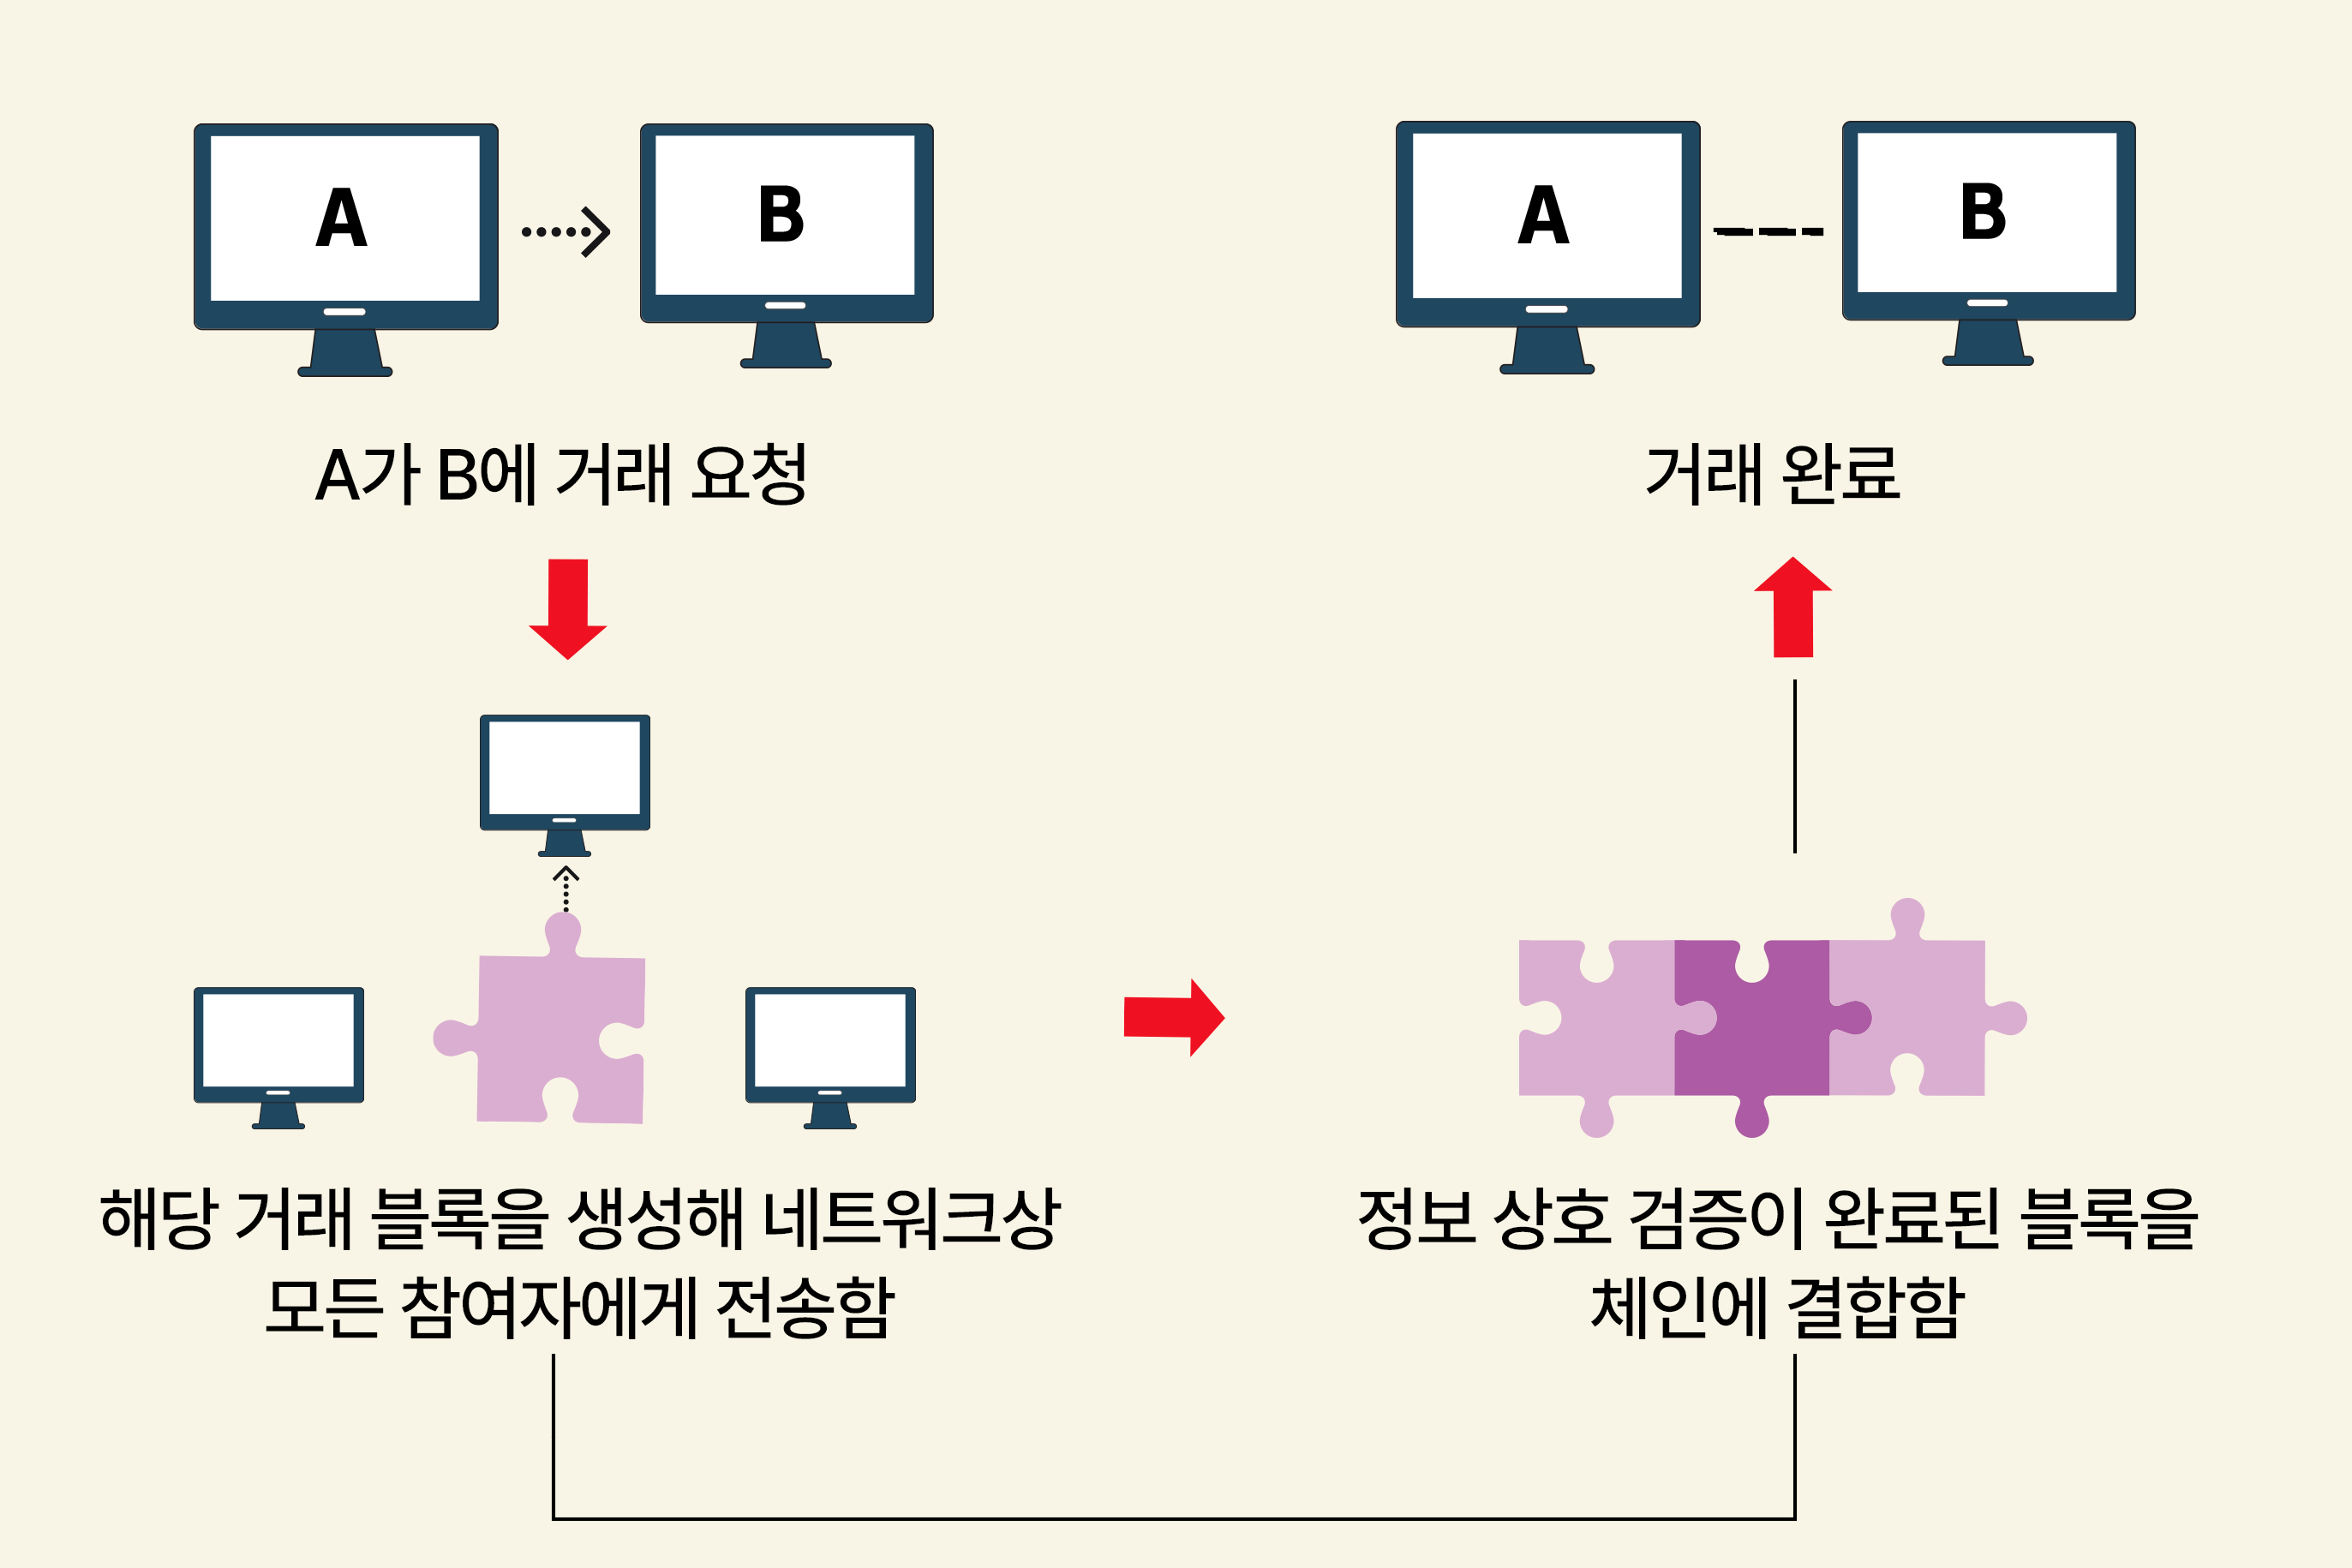 A
B
A가 B에 거래 요청
해당 거래 블록을 생성해 네트워크상
모든 참여자에게 전송함
정보 상호 검증이 완료된 블록을
체인에 결합함
A
B
거래 완료